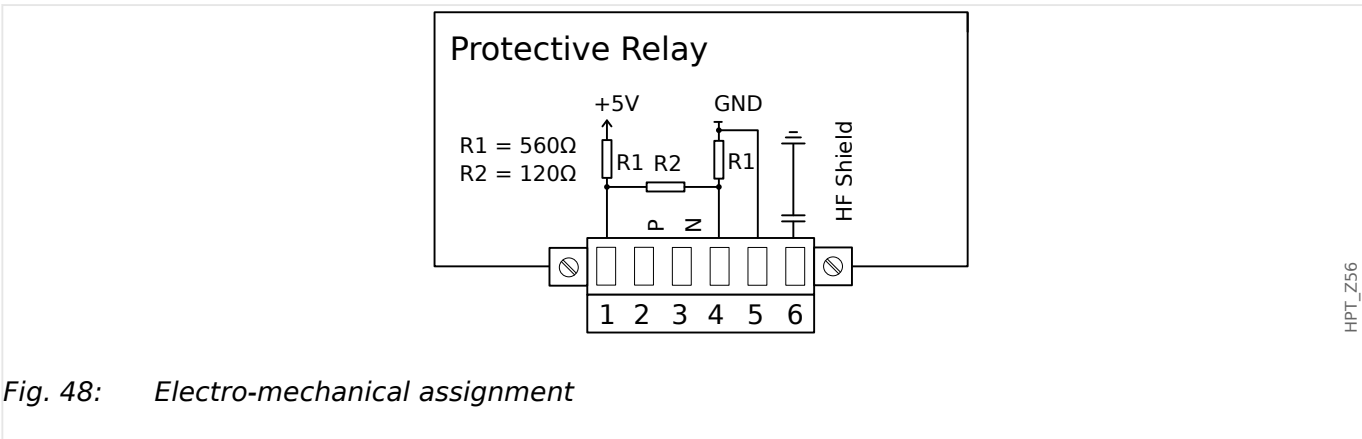 Protective Relay
+5V
GND
R1 = 560Ω
R2 = 120Ω
R1
R2
R1
HF Shield
P
N
1 2 3 4 5 6
HPT_Z56
Fig. 48: Electro-mechanical assignment